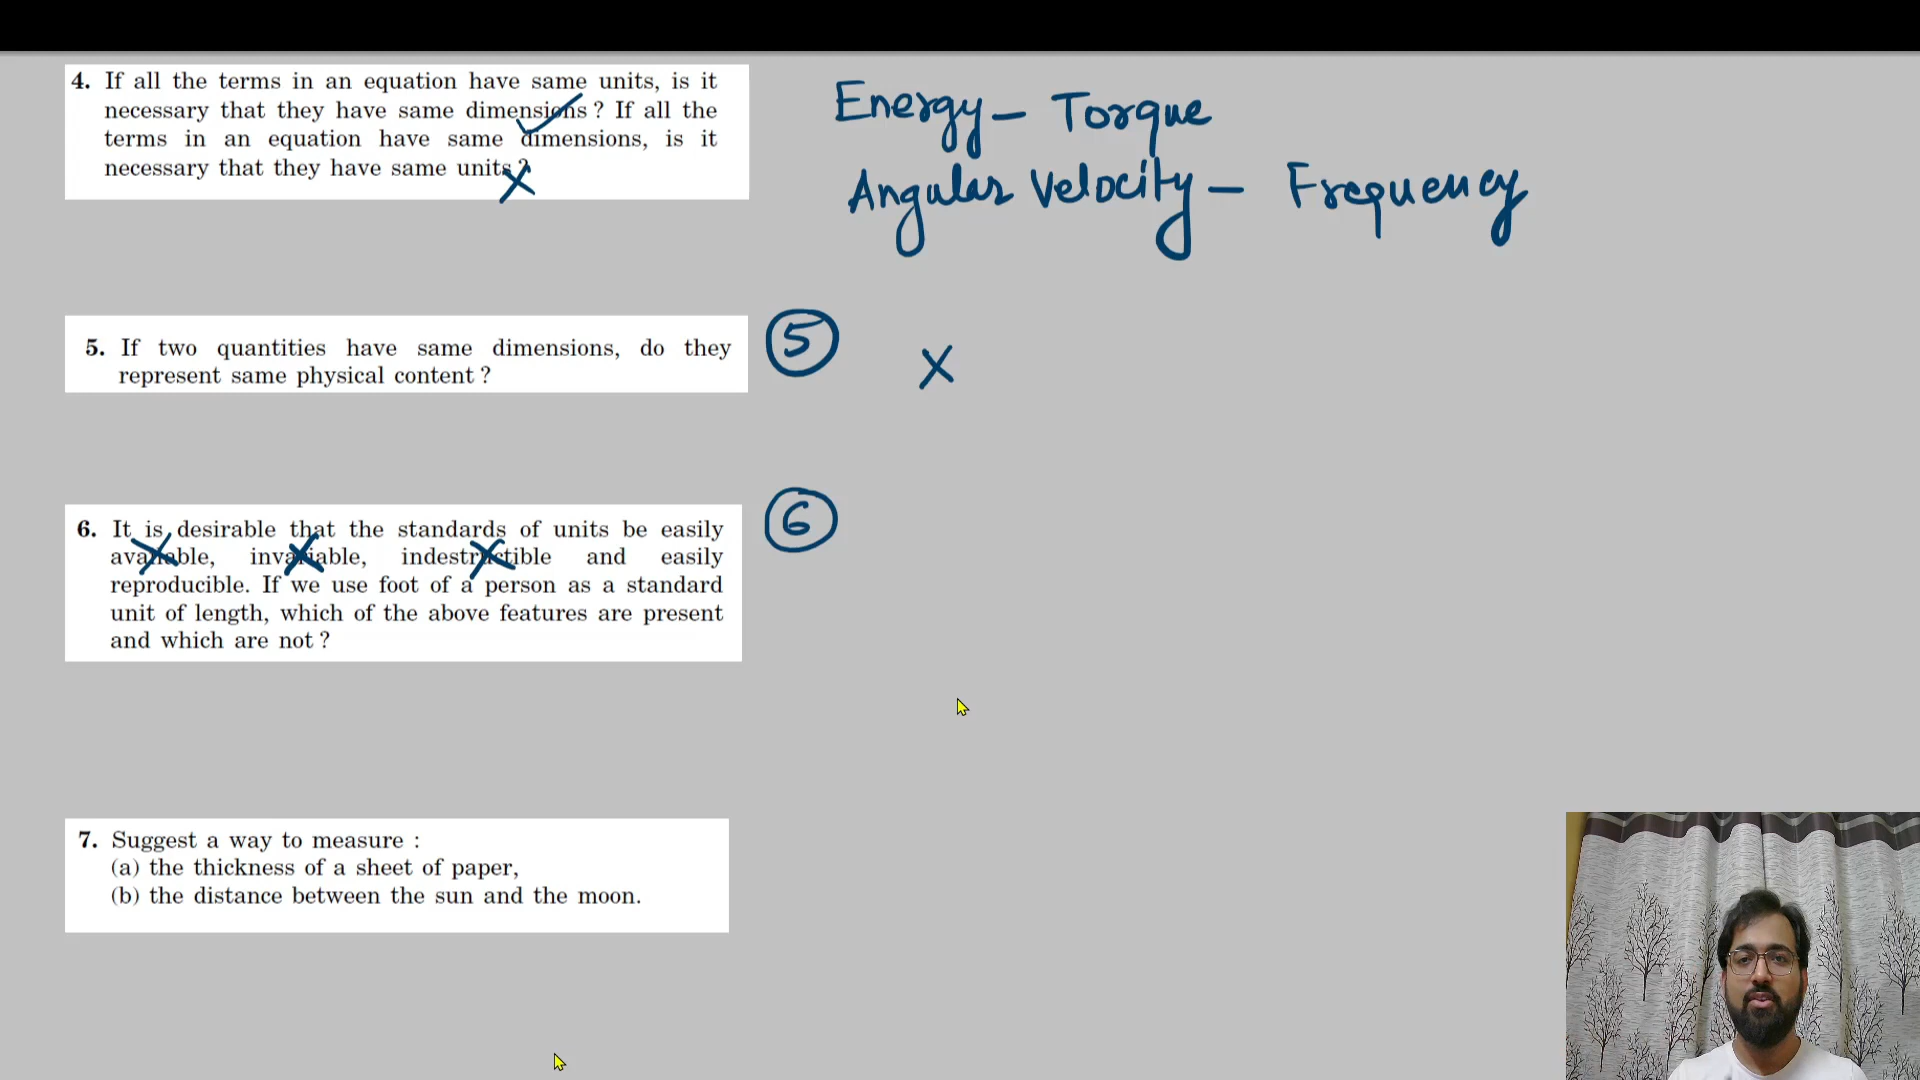 4. If all the terms in an equation have same units, is it
necessary that they have same dimensions ? If all the
terms in an equation have same dimensions, is it
necessary that they have same units ?
Energy – Torque
Angular Velocity – Frequency
5. If two quantities have same dimensions, do they
represent same physical content ?
5 X
6. It is desirable that the standards of units be easily
available, invariable, indestructible and easily
reproducible. If we use foot of a person as a standard
unit of length, which of the above features are present
and which are not ?
6
7. Suggest a way to measure :
(a) the thickness of a sheet of paper,
(b) the distance between the sun and the moon.